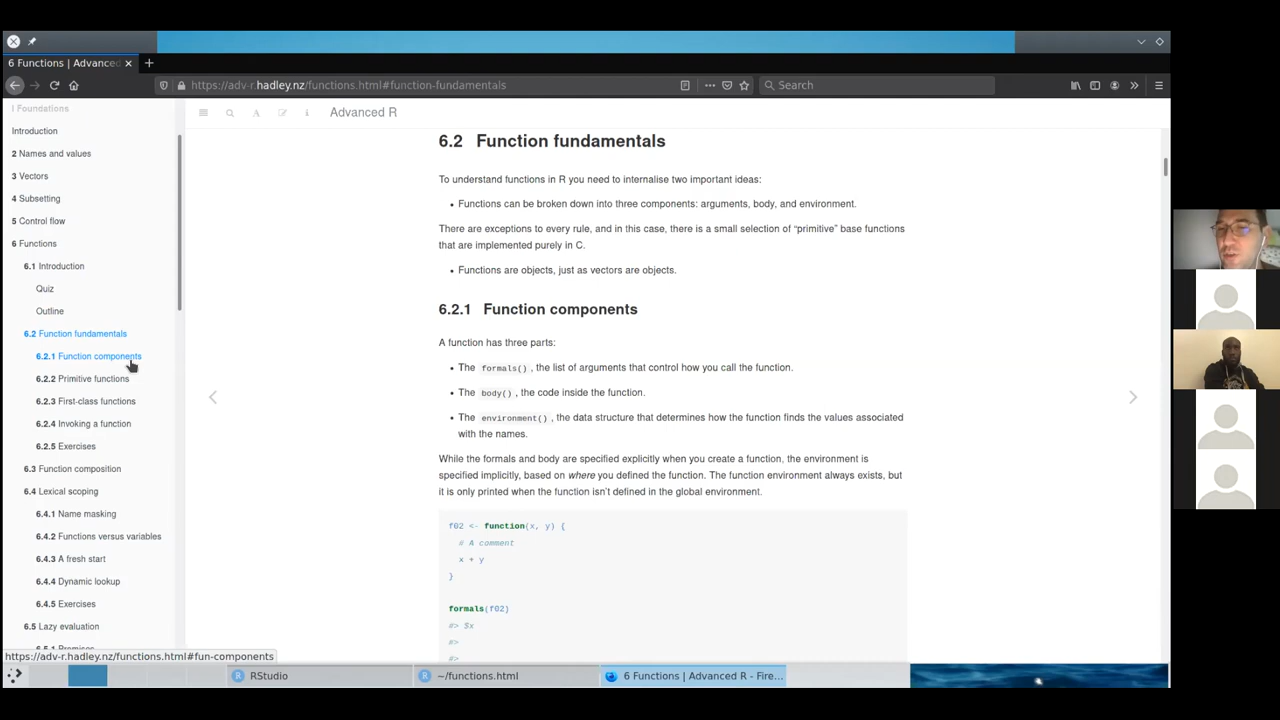 6 Functions | Advanced
https://adv-r.hadley.nz/functions.html#function-fundamentals
Search
I Foundations
Introduction
2 Names and values
3 Vectors
4 Subsetting
5 Control flow
6 Functions
6.1 Introduction
Quiz
Outline
6.2 Function fundamentals
6.2.1 Function components
6.2.2 Primitive functions
6.2.3 First-class functions
6.2.4 Invoking a function
6.2.5 Exercises
6.3 Function composition
6.4 Lexical scoping
6.4.1 Name masking
6.4.2 Functions versus variables
6.4.3 A fresh start
6.4.4 Dynamic lookup
6.4.5 Exercises
6.5 Lazy evaluation
https://adv-r.hadley.nz/functions.html#fun-components
Advanced R
6.2 Function fundamentals
To understand functions in R you need to internalise two important ideas:
• Functions can be broken down into three components: arguments, body, and environment.
There are exceptions to every rule, and in this case, there is a small selection of “primitive” base functions
that are implemented purely in C.
• Functions are objects, just as vectors are objects.
6.2.1 Function components
A function has three parts:
• The formals(), the list of arguments that control how you call the function.
• The body(), the code inside the function.
• The environment(), the data structure that determines how the function finds the values associated
with the names.
While the formals and body are specified explicitly when you create a function, the environment is
specified implicitly, based on where you defined the function. The function environment always exists, but
it is only printed when the function isn’t defined in the global environment.
f02 <- function(x, y) {
# A comment
x + y
}
formals(f02)
#> $x
#>
#>
RStudio
~/functions.html
6 Functions | Advanced R - Fire...